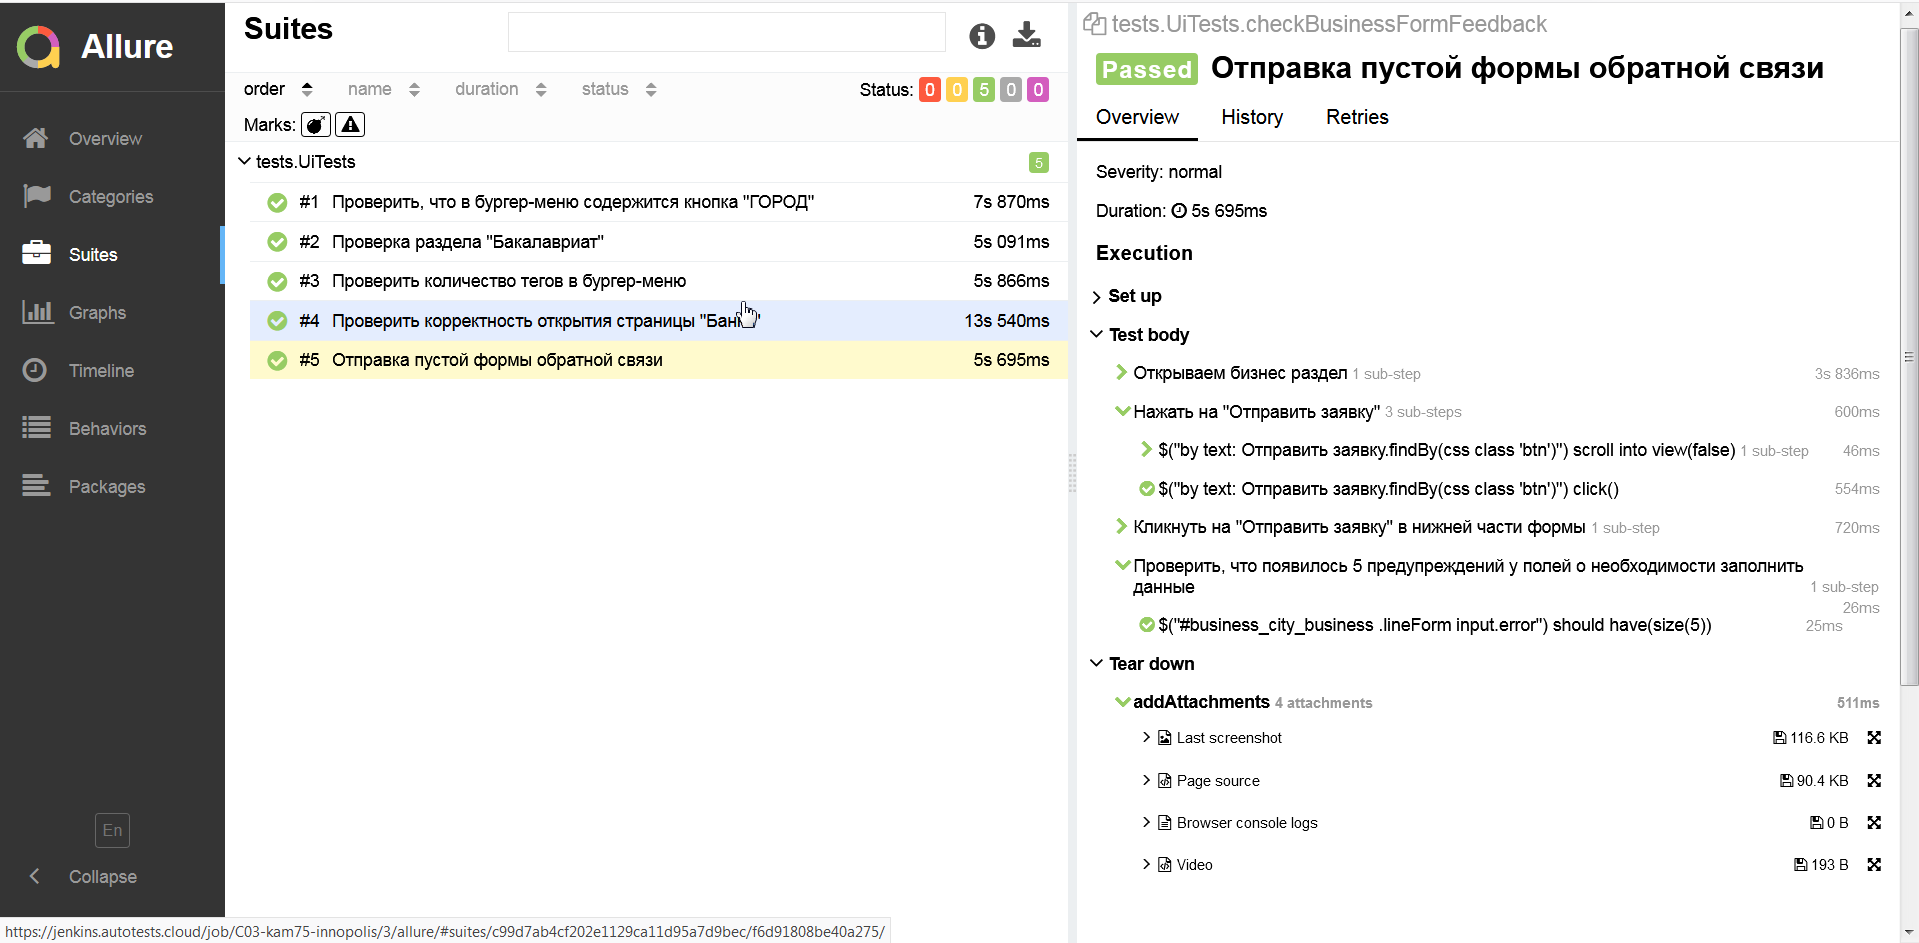 Allure
Overview
Categories
Suites
Graphs
Timeline
Behaviors
Packages
En
Collapse
Suites
order name duration status Status: 0 0 5 0 0
Marks:
tests.UiTests 5
#1 Проверить, что в бургер-меню содержится кнопка "ГОРОД" 7s 870ms
#2 Проверка раздела "Бакалавриат" 5s 091ms
#3 Проверить количество тегов в бургер-меню 5s 866ms
#4 Проверить корректность открытия страницы 13s 540ms
#5 Отправка пустой формы обратной связи 5s 695ms
tests.UiTests.checkBusinessFormFeedback
Passed Отправка пустой формы обратной связи
Overview History Retries
Severity: normal
Duration: 5s 695ms
Execution
Set up
Test body
Открываем бизнес раздел 1 sub-step 3s 836ms
Нажать на "Отправить заявку" 3 sub-steps 600ms
$("by text: Отправить заявку.findBy(css class 'btn')") scroll into view(false) 1 sub-step 46ms
$("by text: Отправить заявку.findBy(css class 'btn')") click() 554ms
Кликнуть на "Отправить заявку" в нижней части формы 1 sub-step 720ms
Проверить, что появилось 5 предупреждений у полей о необходимости заполнить
данные 1 sub-step
26ms
$("#business_city_business .lineForm input.error") should have(size(5)) 25ms
Tear down
addAttachments 4 attachments 511ms
Last screenshot 116.6 KB
Page source 90.4 KB
Browser console logs 0 B
Video 193 B
https://jenkins.autotests.cloud/job/C03-kam75-innopolis/3/allure/#suites/c99d7ab4cf202e1129ca11d95a7d9bec/f6d91808be40a275/